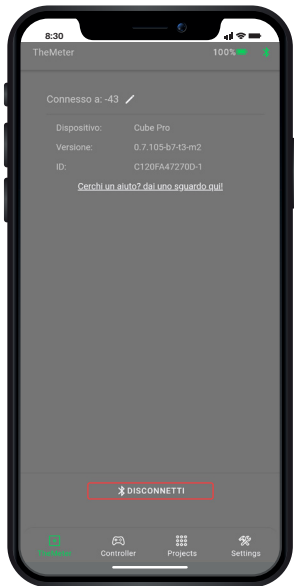 8:30
TheMeter 100%
Connesso a: -43
Dispositivo: Cube Pro
Versione: 0.7.105-b7-t3-m2
ID: C120FA47270D-1
Cerchi un aiuto? dai uno sguardo qui!
DISCONNETTI
TheMeter Controller Projects Settings